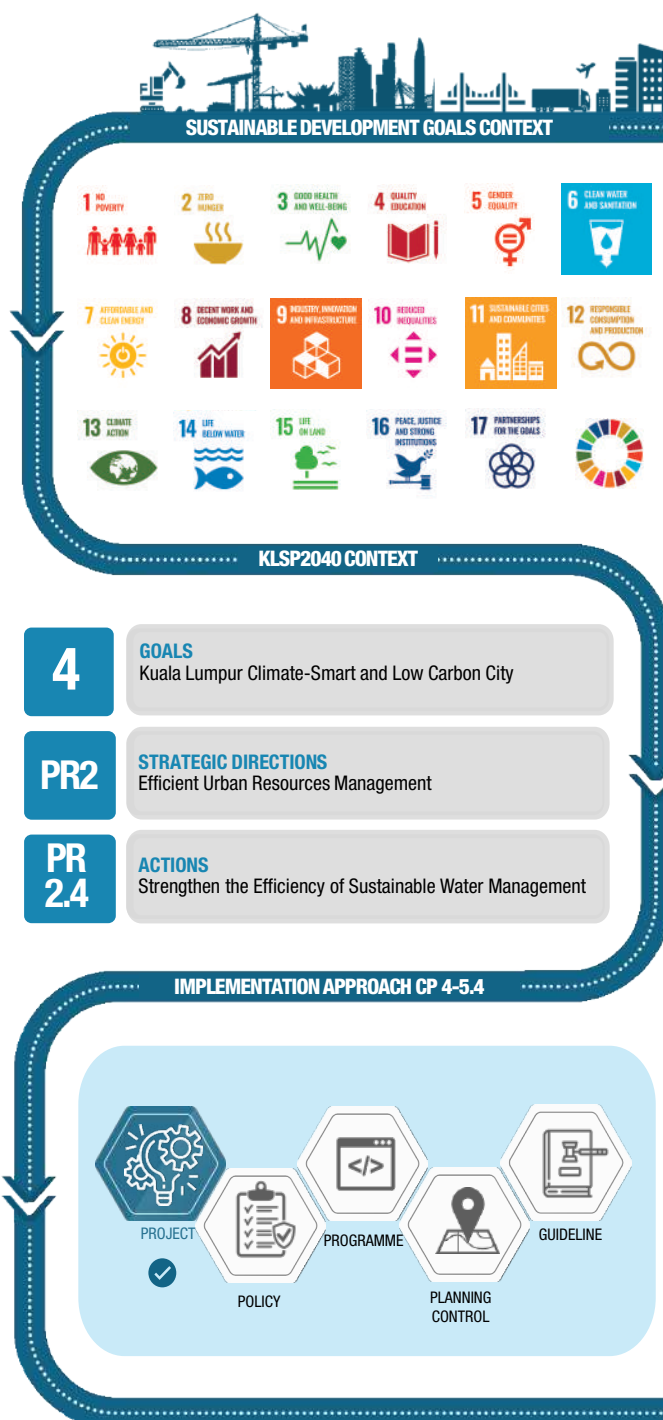 SUSTAINABLE DEVELOPMENT GOALS CONTEXT
1 NO
POVERTY
2 ZERO
HUNGER
3 GOOD HEALTH
AND WELL-BEING
4 QUALITY
EDUCATION
5 GENDER
EQUALITY
6 CLEAN WATER
AND SANITATION
7 AFFORDABLE AND
CLEAN ENERGY
8 DECENT WORK AND
ECONOMIC GROWTH
9 INDUSTRY, INNOVATION
AND INFRASTRUCTURE
10 REDUCED
INEQUALITIES
11 SUSTAINABLE CITIES
AND COMMUNITIES
12 RESPONSIBLE
CONSUMPTION
AND PRODUCTION
13 CLIMATE
ACTION
14 LIFE
BELOW WATER
15 LIFE
ON LAND
16 PEACE, JUSTICE
AND STRONG
INSTITUTIONS
17 PARTNERSHIPS
FOR THE GOALS
KLSP2040 CONTEXT
4
GOALS
Kuala Lumpur Climate-Smart and Low Carbon City
PR2
STRATEGIC DIRECTIONS
Efficient Urban Resources Management
PR
2.4
ACTIONS
Strengthen the Efficiency of Sustainable Water Management
IMPLEMENTATION APPROACH CP 4-5.4
</>
PROJECT
PROGRAMME
GUIDELINE
POLICY
PLANNING
CONTROL